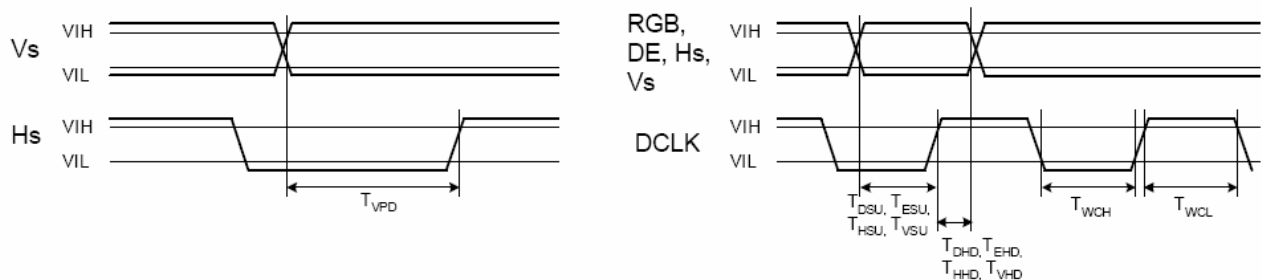 Vs
VIH
VIL
Hs
VIH
VIL
TVPD
RGB,
DE, Hs,
Vs
VIH
VIL
DCLK
VIH
VIL
TDSU, TESU,
THSU, TVSU
TDHD, TEHD,
THHD, TVHD
TWCH
TWCL